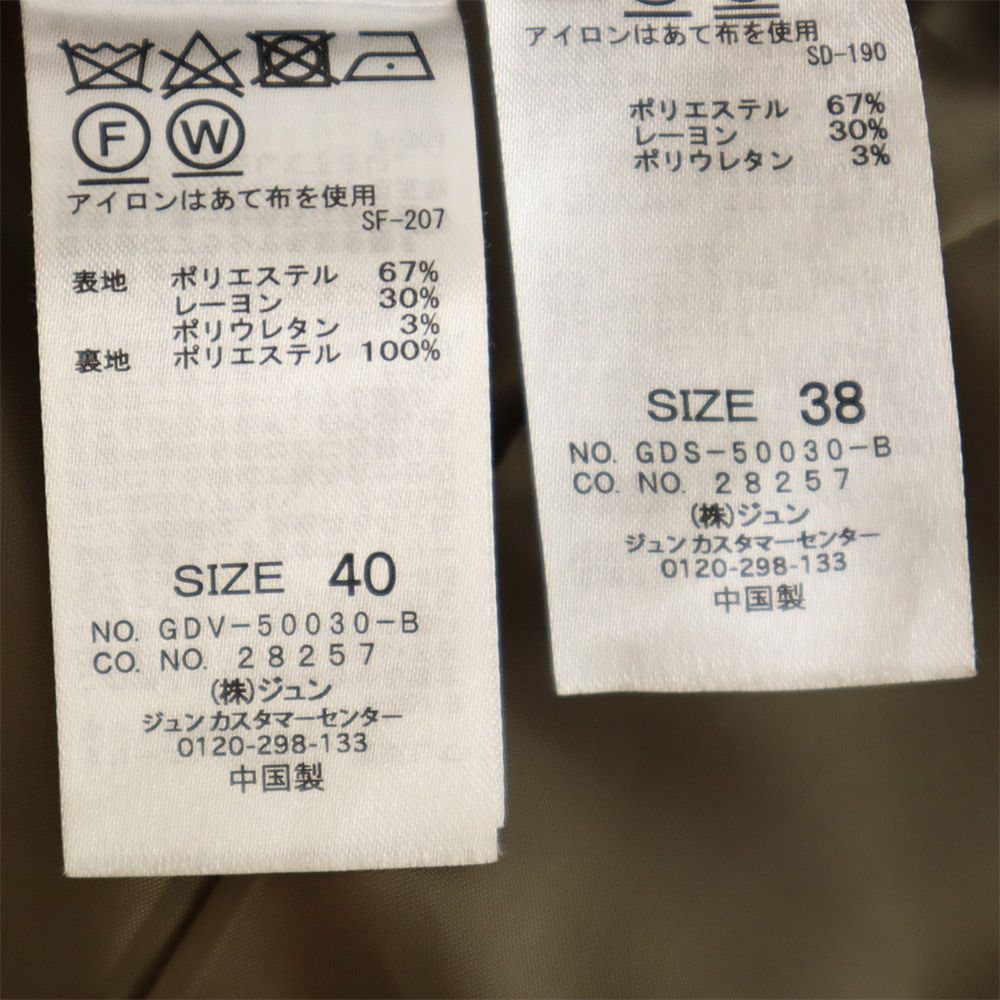 F W
アイロンはあて布を使用
SF-207
表地 ポリエステル 67%
レーヨン 30%
ポリウレタン 3%
裏地 ポリエステル 100%
SIZE 40
NO. GDV-50030-B
CO. NO. 28257
(株)ジュン
ジュンカスタマーセンター
0120-298-133
中国製
アイロンはあて布を使用
SD-190
ポリエステル 67%
レーヨン 30%
ポリウレタン 3%
SIZE 38
NO. GDS-50030-B
CO. NO. 28257
(株)ジュン
ジュンカスタマーセンター
0120-298-133
中国製